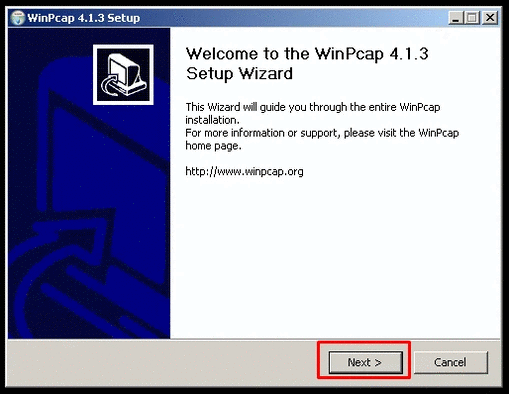 WinPcap 4.1.3 Setup
Welcome to the WinPcap 4.1.3
Setup Wizard
This Wizard will guide you through the entire WinPcap
installation.
For more information or support, please visit the WinPcap
home page.
http://www.winpcap.org
Next >
Cancel